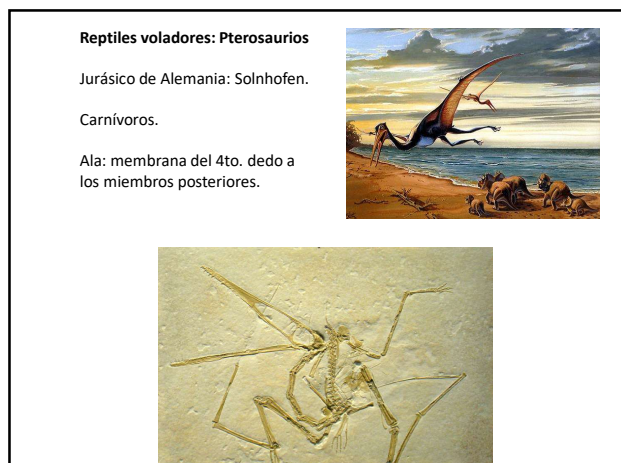 Reptiles voladores: Pterosaurios
Jurásico de Alemania: Solnhofen.
Carnívoros.
Ala: membrana del 4to. dedo a
los miembros posteriores.